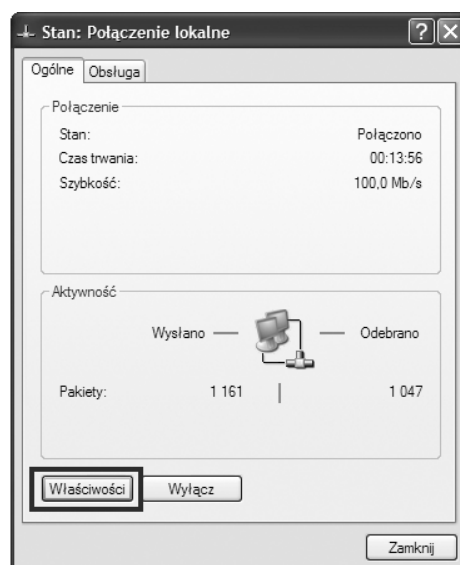 Stan: Połączenie lokalne
Ogólne Obsługa
Połączenie
Stan: Połączono
Czas trwania: 00:13:56
Szybkość: 100,0 Mb/s
Aktywność
Wysłano Odebrano
Pakiety: 1 161 1 047
Właściwości Wyłącz
Zamknij